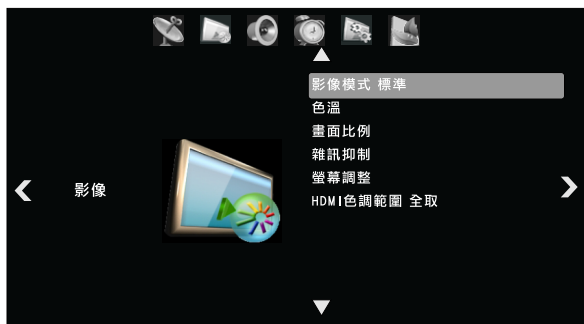 影像模式 標準
色溫
畫面比例
雜訊抑制
影像
螢幕調整
HDMI色調範圍 全取